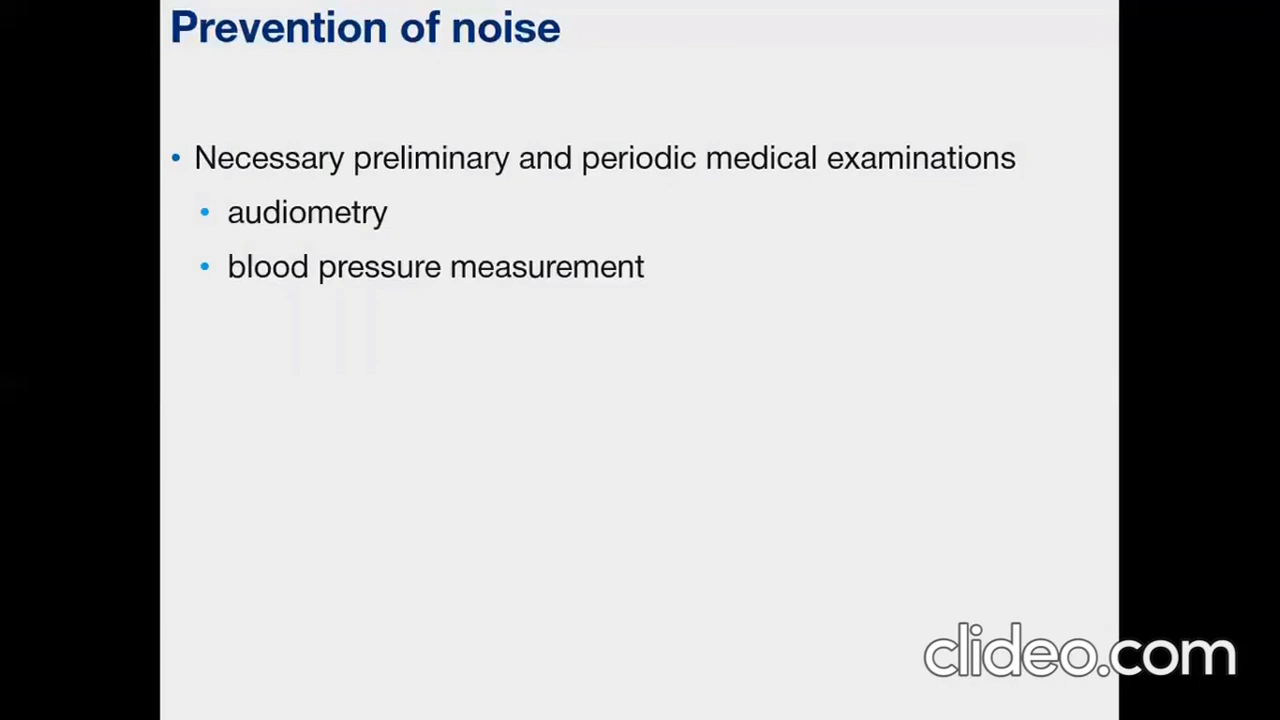 Prevention of noise
• Necessary preliminary and periodic medical examinations
• audiometry
• blood pressure measurement
clideo.com